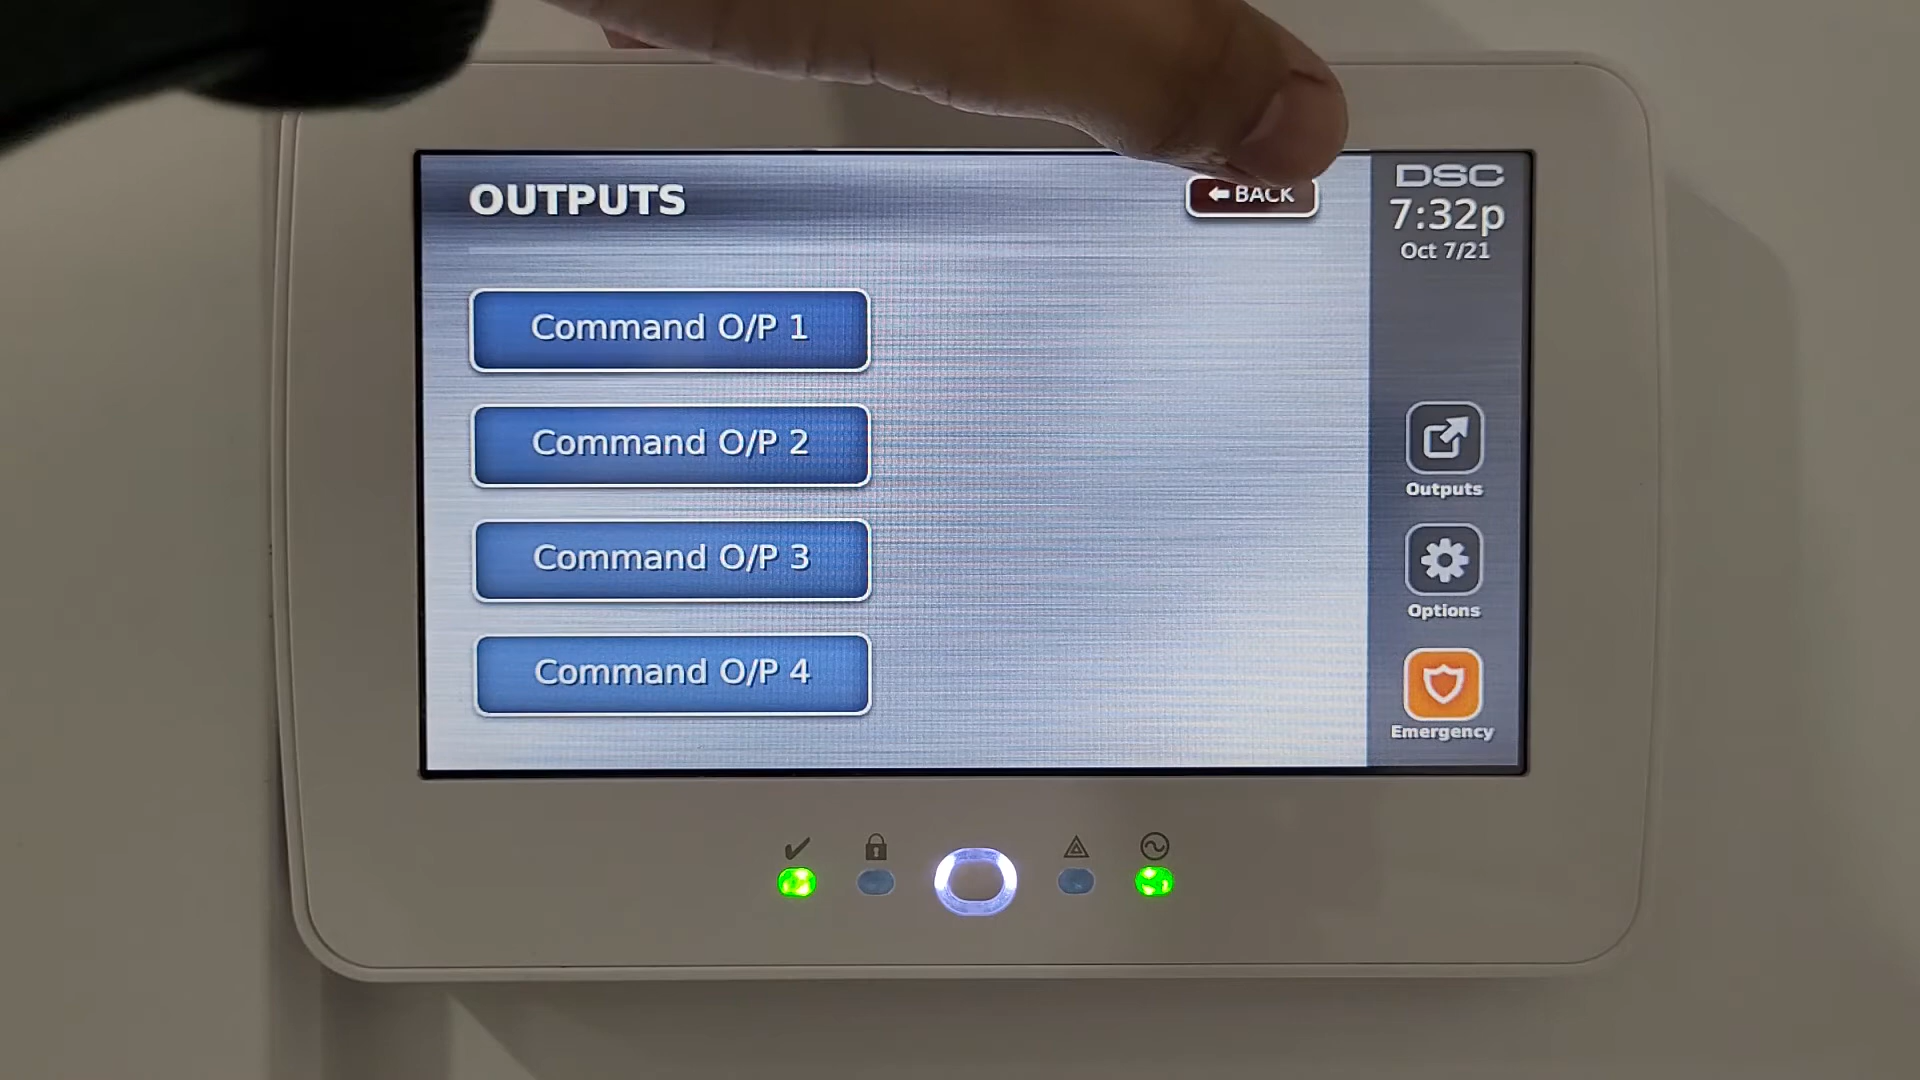 OUTPUTS
BACK
DSC
7:32p
Oct 7/21
Command O/P 1
Command O/P 2
Command O/P 3
Command O/P 4
Outputs
Options
Emergency